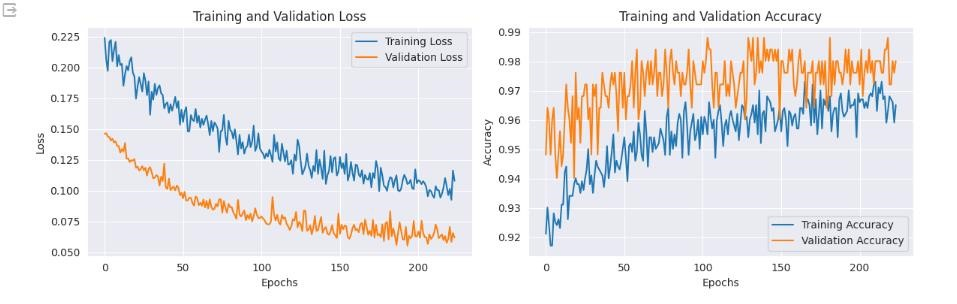 Training and Validation Loss
Training Loss
Validation Loss
0.225
0.200
0.175
0.150
0.125
0.100
0.075
0.050
Loss
0
50
100
150
200
Epochs
Training and Validation Accuracy
0.99
0.98
0.97
0.96
0.95
0.94
0.93
0.92
Accuracy
Training Accuracy
Validation Accuracy
0
50
100
150
200
Epochs